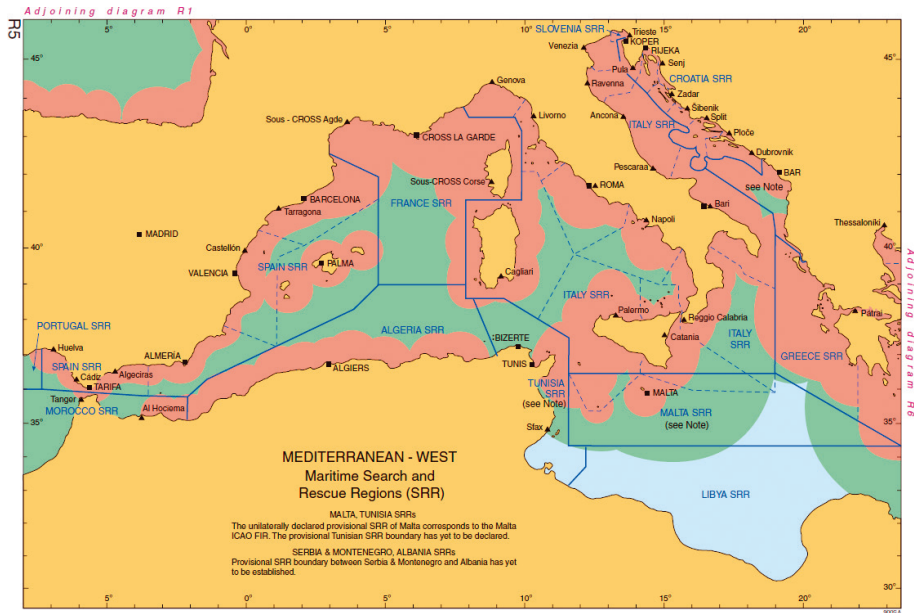 Adjoining diagram R1
R5
5°
0°
5°
10°
15°
20°
45°
45°
SLOVENIA SRR
Trieste
KOPER
Venezia
RIJEKA
Senj
Pula
CROATIA SRR
Genova
Ravenna
Zadar
Šibenik
Sous - CROSS Agde
Livorno
Ancona
Split
ITALY SRR
Ploče
CROSS LA GARDE
Dubrovnik
Pescaraa
BAR
Sous-CROSS Corse
ROMA
see Note
BARCELONA
FRANCE SRR
Tarragona
Bari
Napoli
Thessaloníki
MADRID
40°
40°
Castellón
PALMA
SPAIN SRR
VALENCIA
Cagliari
Adjoining diagram R6
ITALY SRR
Palermo
Reggio Calabria
Pátrai
PORTUGAL SRR
ALGERIA SRR
Catania
ITALY
SRR
Huelva
BIZERTE
GREECE SRR
SPAIN SRR
ALMERIA
ALGIERS
TUNIS
Cádiz
Algeciras
TARIFA
TUNISIA
SRR
(see Note)
MALTA
Tanger
MOROCCO SRR
Al Hociema
MALTA SRR
(see Note)
35°
35°
Sfax
MEDITERRANEAN - WEST
Maritime Search and
Rescue Regions (SRR)
LIBYA SRR
MALTA, TUNISIA SRRs
The unilaterally declared provisional SRR of Malta corresponds to the Malta
ICAO FIR. The provisional Tunisian SRR boundary has yet to be declared.
SERBIA & MONTENEGRO, ALBANIA SRRs
Provisional SRR boundary between Serbia & Montenegro and Albania has yet
to be established.
30°
5°
0°
5°
10°
15°
20°